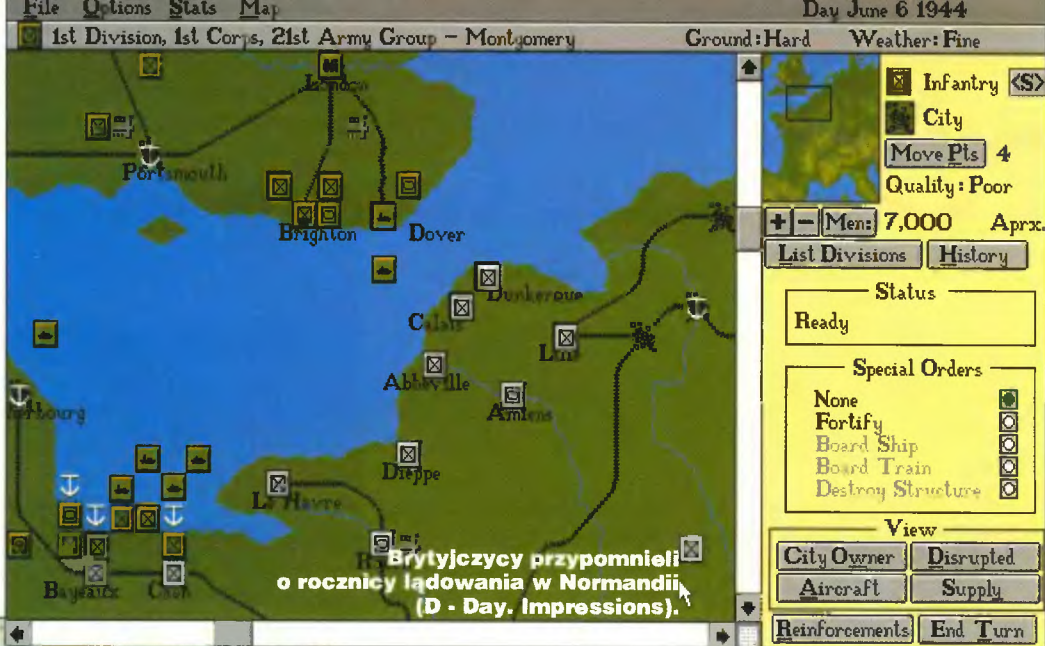 File Options Stats Map Day June 6 1944
1st Division, 1st Corps, 21st Army Group – Montgomery Ground: Hard Weather: Fine
London
Portsmouth
Brighton
Dover
Dunkerque
Calais
Abbeville
Amiens
Dieppe
Le Havre
Bayeaux
Caen
Brytyjczycy przypomnieli
o rocznicy lądowania w Normandii
(D - Day. Impressions).
Infantry <S>
City
Move Pts 4
Quality: Poor
+ – Men: 7,000 Aprx.
List Divisions History
Status
Ready
Special Orders
None
Fortify
Board Ship
Board Train
Destroy Structure
View
City Owner Disrupted
Aircraft Supply
Reinforcements End Turn